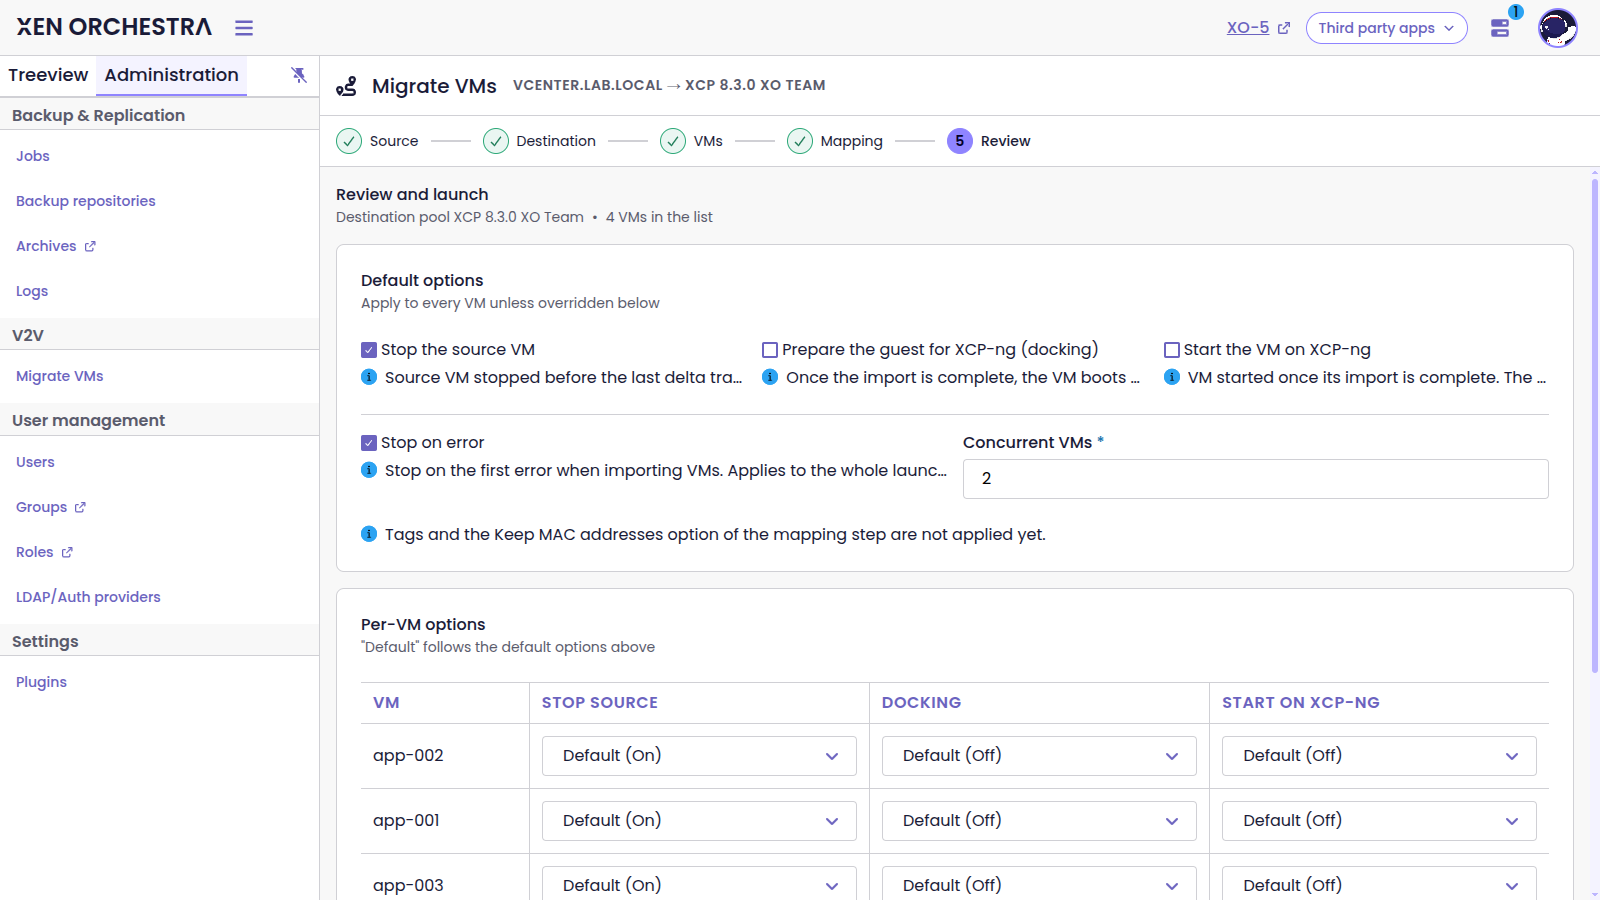 XEN ORCHESTRA
XO-5
Third party apps
1
Treeview
Administration
Backup & Replication
Jobs
Backup repositories
Archives
Logs
V2V
Migrate VMs
User management
Users
Groups
Roles
LDAP/Auth providers
Settings
Plugins
Migrate VMs
VCENTER.LAB.LOCAL → XCP 8.3.0 XO TEAM
Source
Destination
VMs
Mapping
5 Review
Review and launch
Destination pool XCP 8.3.0 XO Team • 4 VMs in the list
Default options
Apply to every VM unless overridden below
Stop the source VM
Source VM stopped before the last delta tra...
Prepare the guest for XCP-ng (docking)
Once the import is complete, the VM boots ...
Start the VM on XCP-ng
VM started once its import is complete. The ...
Stop on error
Stop on the first error when importing VMs. Applies to the whole launc...
Concurrent VMs *
2
Tags and the Keep MAC addresses option of the mapping step are not applied yet.
Per-VM options
"Default" follows the default options above
VM STOP SOURCE DOCKING START ON XCP-NG
app-002 Default (On) Default (Off) Default (Off)
app-001 Default (On) Default (Off) Default (Off)
app-003 Default (On) Default (Off) Default (Off)